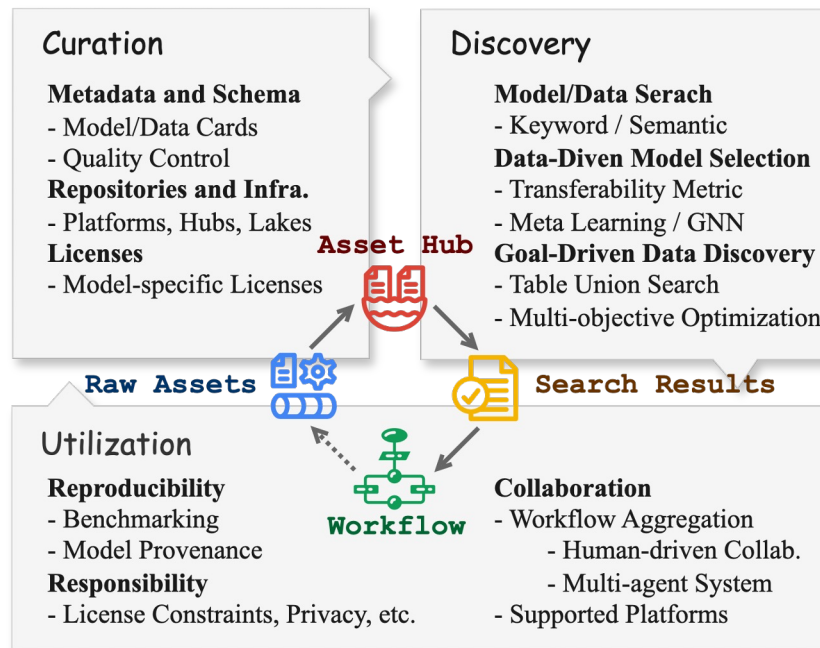 Curation
Metadata and Schema
- Model/Data Cards
- Quality Control
Repositories and Infra.
- Platforms, Hubs, Lakes
Licenses
- Model-specific Licenses
Discovery
Model/Data Serach
- Keyword / Semantic
Data-Diven Model Selection
- Transferability Metric
- Meta Learning / GNN
Goal-Driven Data Discovery
- Table Union Search
- Multi-objective Optimization
Asset Hub
Raw Assets
Search Results
Workflow
Utilization
Reproducibility
- Benchmarking
- Model Provenance
Responsibility
- License Constraints, Privacy, etc.
Collaboration
- Workflow Aggregation
- Human-driven Collab.
- Multi-agent System
- Supported Platforms